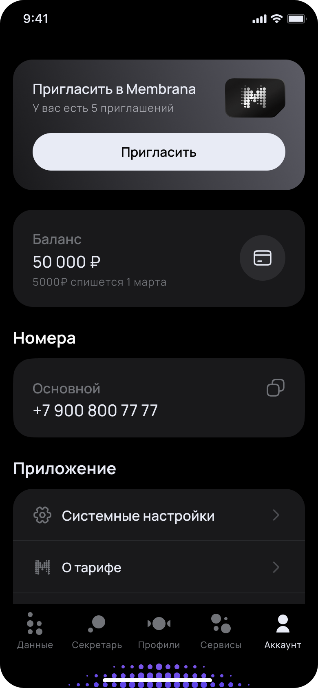 9:41
Пригласить в Membrana
У вас есть 5 приглашений
Пригласить
Баланс
50 000 ₽
5000₽ спишется 1 марта
Номера
Основной
+7 900 800 77 77
Приложение
Системные настройки
О тарифе
Данные Секретарь Профили Сервисы Аккаунт